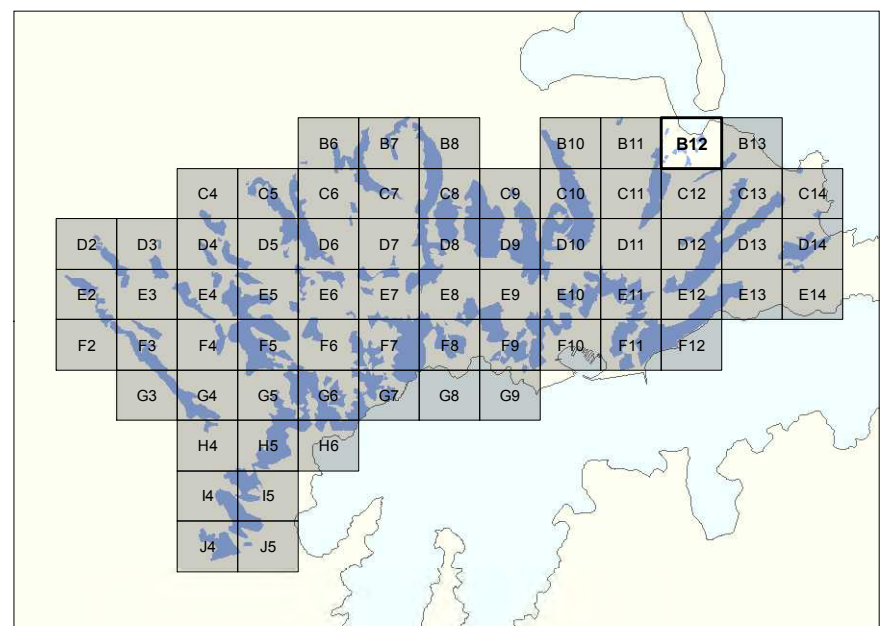 B6 B7 B8 B10 B11 B12 B13
C4 C5 C6 C7 C8 C9 C10 C11 C12 C13 C14
D2 D3 D4 D5 D6 D7 D8 D9 D10 D11 D12 D13 D14
E2 E3 E4 E5 E6 E7 E8 E9 E10 E11 E12 E13 E14
F2 F3 F4 F5 F6 F7 F8 F9 F10 F11 F12
G3 G4 G5 G6 G7 G8 G9
H4 H5 H6
I4 I5
J4 J5